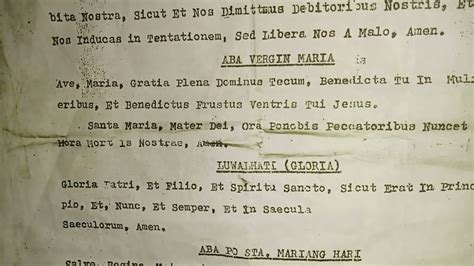 bita Nostra, Sicut Et Nos Dimittmus Debitoribus Nostris, Et
Nos Inducas in Tentationem, Sed Libera Nos A Malo, Amen.
ABA VERGIN MARIA
Ave, Maria, Gratia Plena Dominus Tecum, Benedicta Tu In Muli
eribus, Et Benedictus Frustus Ventris Tui Jesus.
Santa Maria, Mater Dei, Ora Ponobis Peccatoribus Nuncet
Hora Mort is Nostrae, Amen.
LUWALHATI (GLORIA)
Gloria Patri, Et Filio, Et Spiritu Sancto, Sicut Erat In Princ
pio, Et, Nunc, Et Semper, Et In Saecula
Saeculorum, Amen.
ABA PO STA. MARIANG HARI
Salve, Regina,